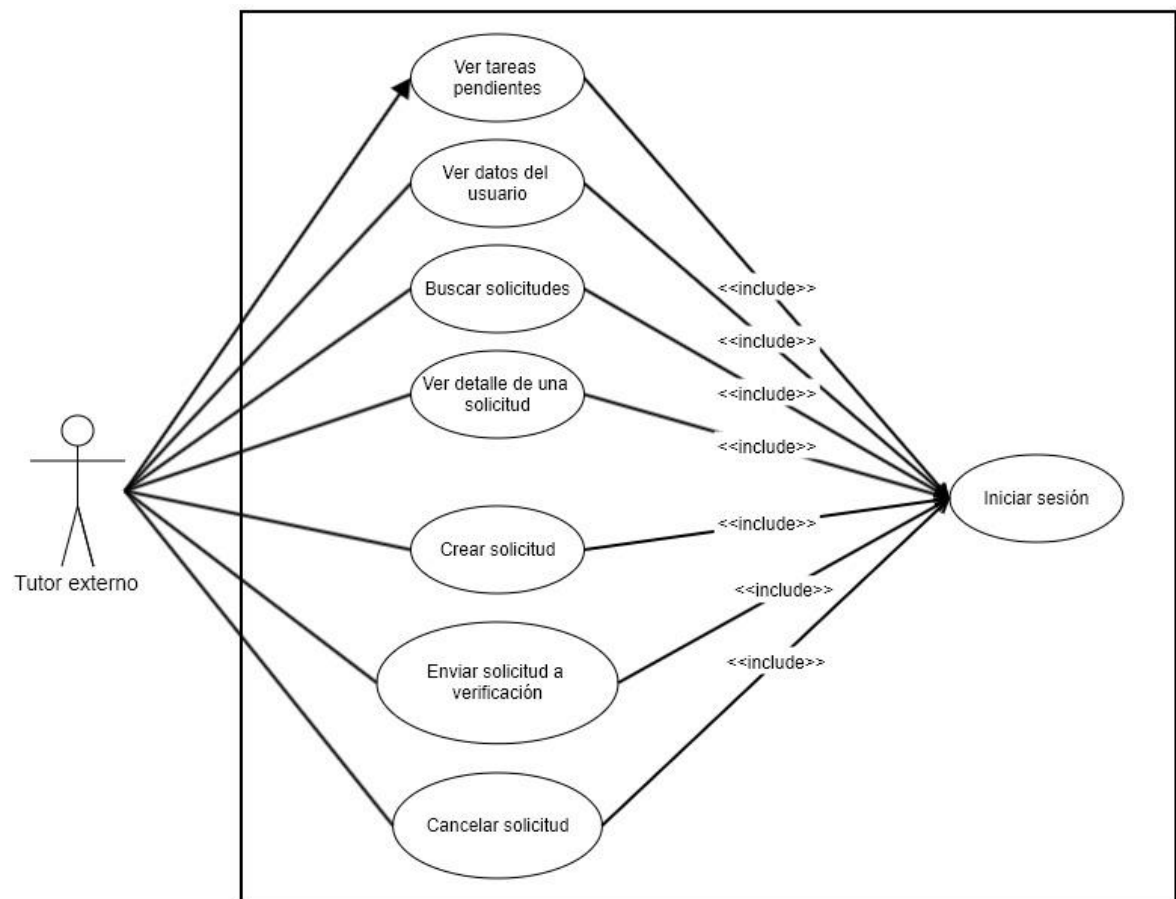 Ver tareas
pendientes
Ver datos del
usuario
Buscar solicitudes
<<include>>
<<include>>
Ver detalle de una
solicitud
<<include>>
<<include>>
Iniciar sesión
Crear solicitud
<<include>>
Tutor externo
<<include>>
Enviar solicitud a
verificación
<<include>>
Cancelar solicitud